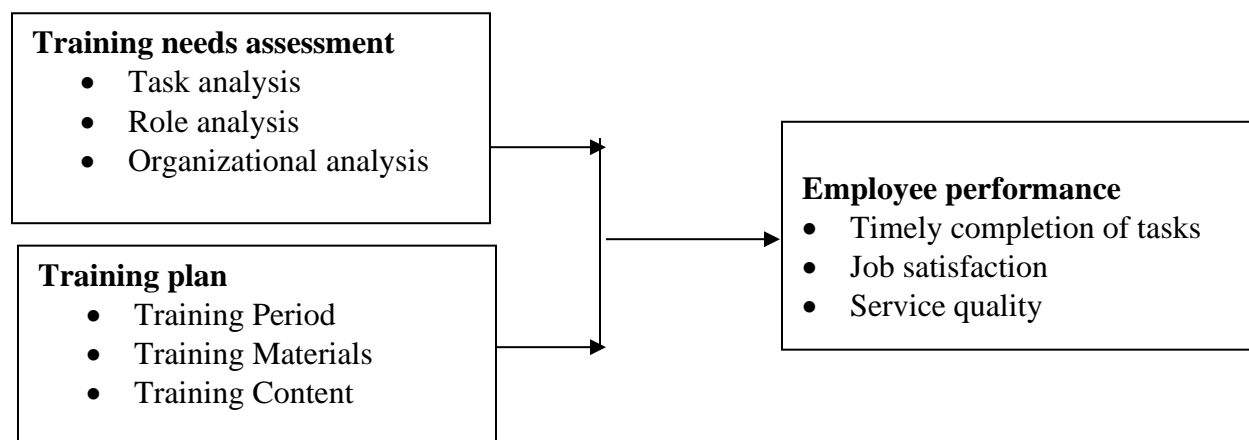 Training needs assessment
• Task analysis
• Role analysis
• Organizational analysis
Training plan
• Training Period
• Training Materials
• Training Content
Employee performance
• Timely completion of tasks
• Job satisfaction
• Service quality